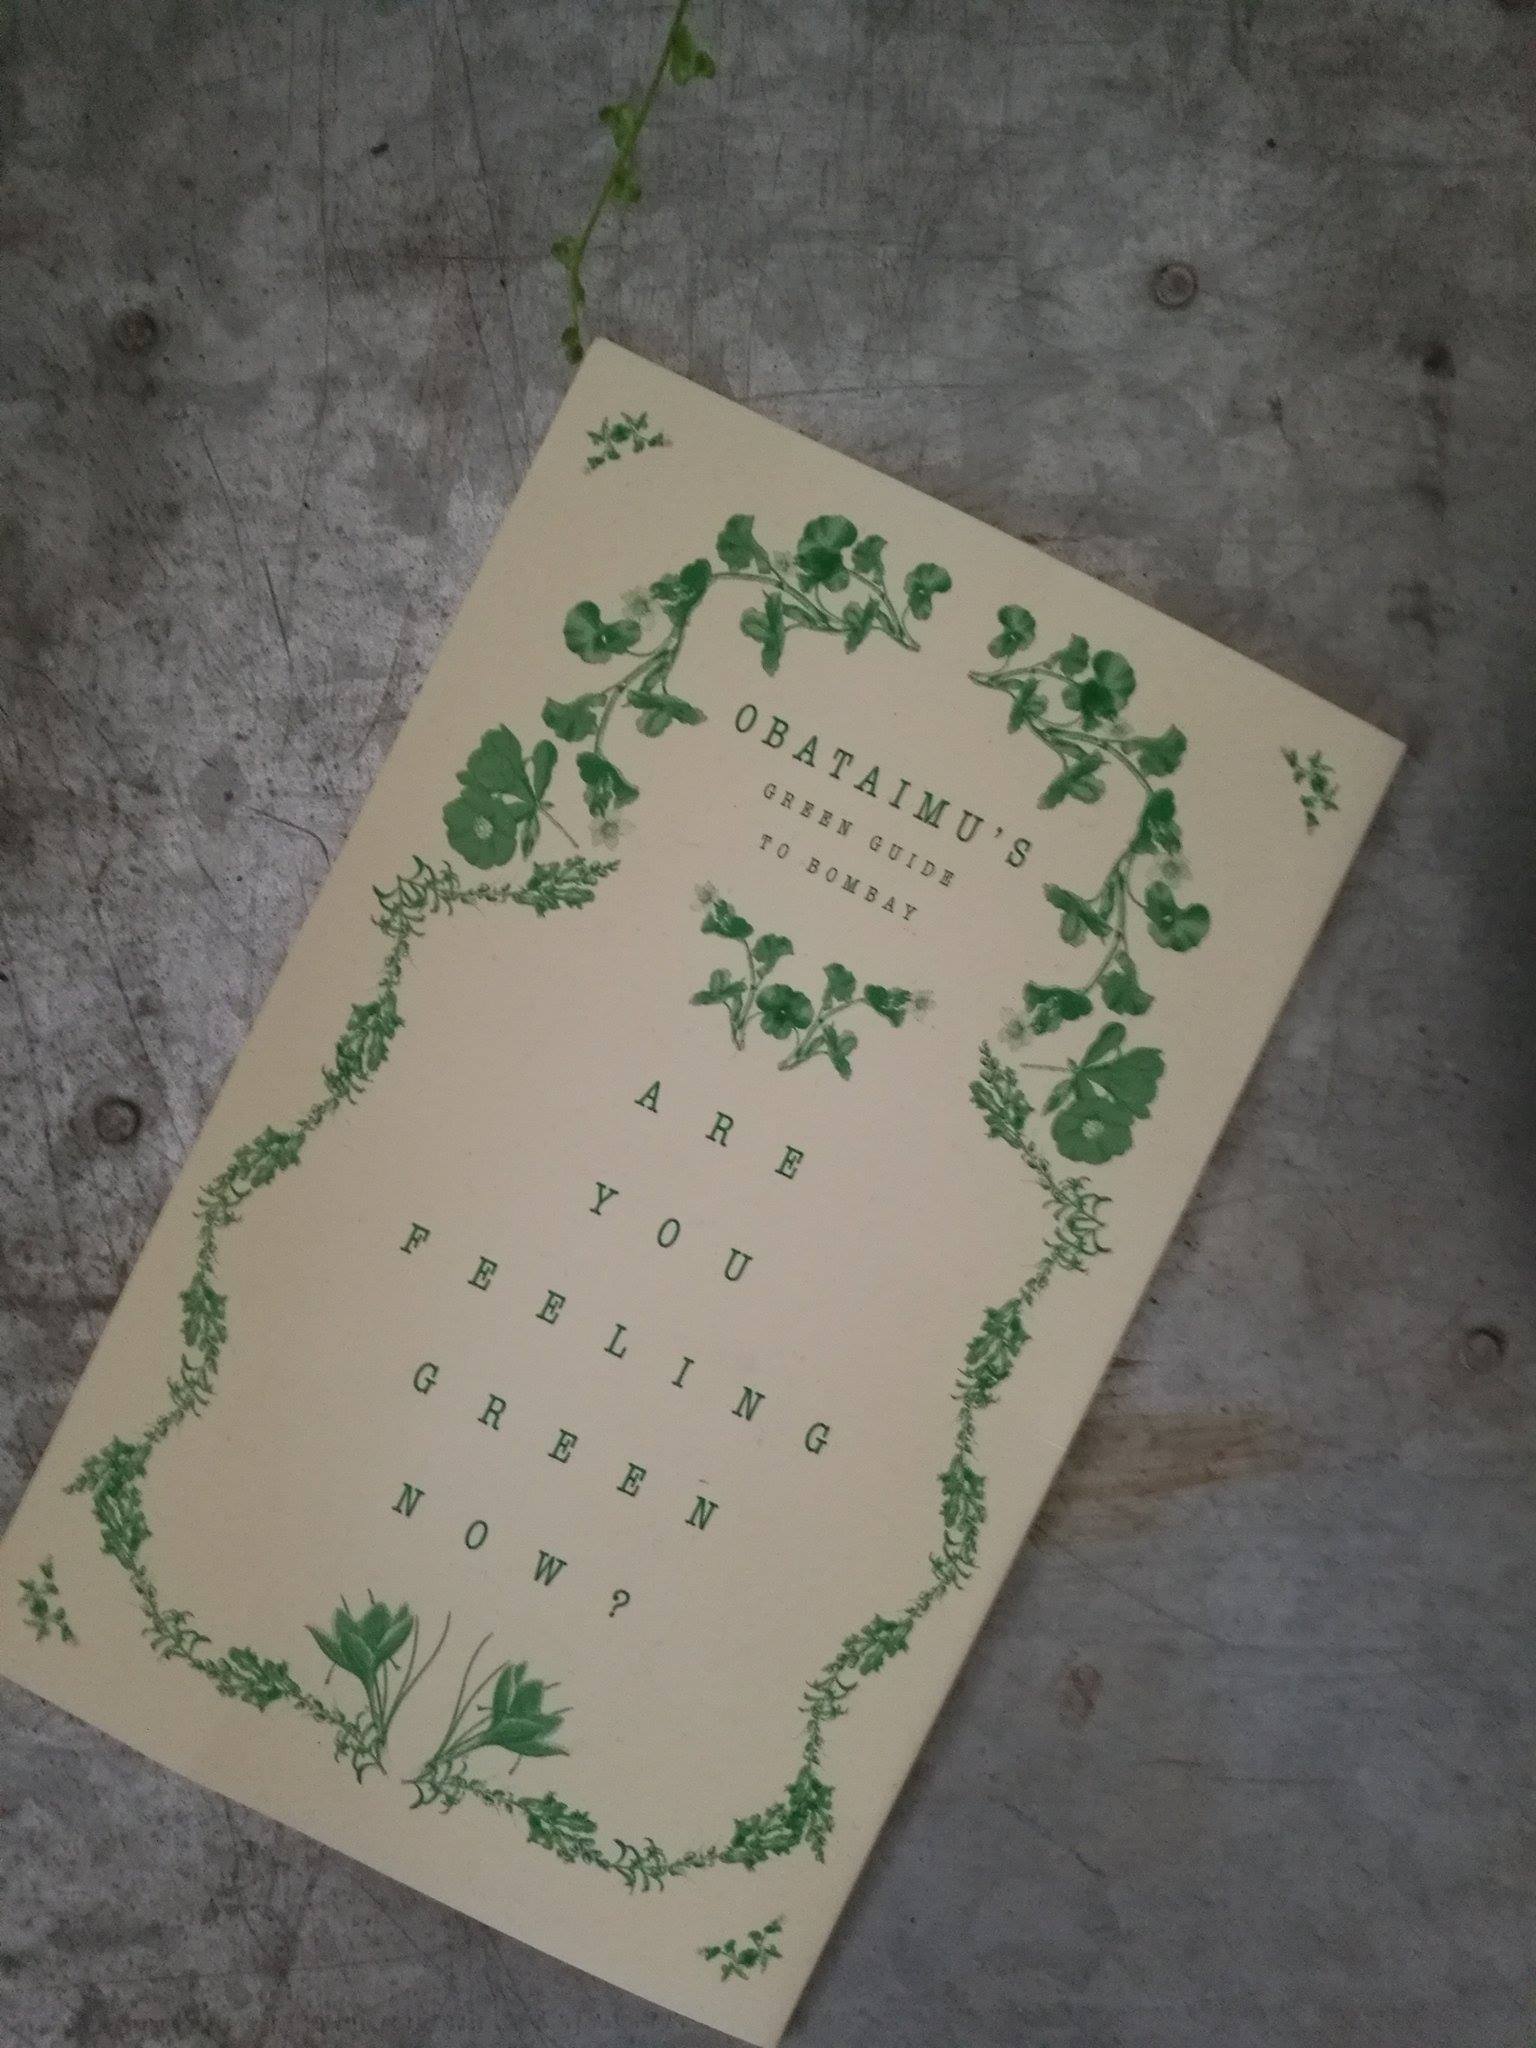 OBATAIMU'S
GREEN GUIDE
TO BOMBAY
ARE
YOU
FEELING
GREEN
NOW?